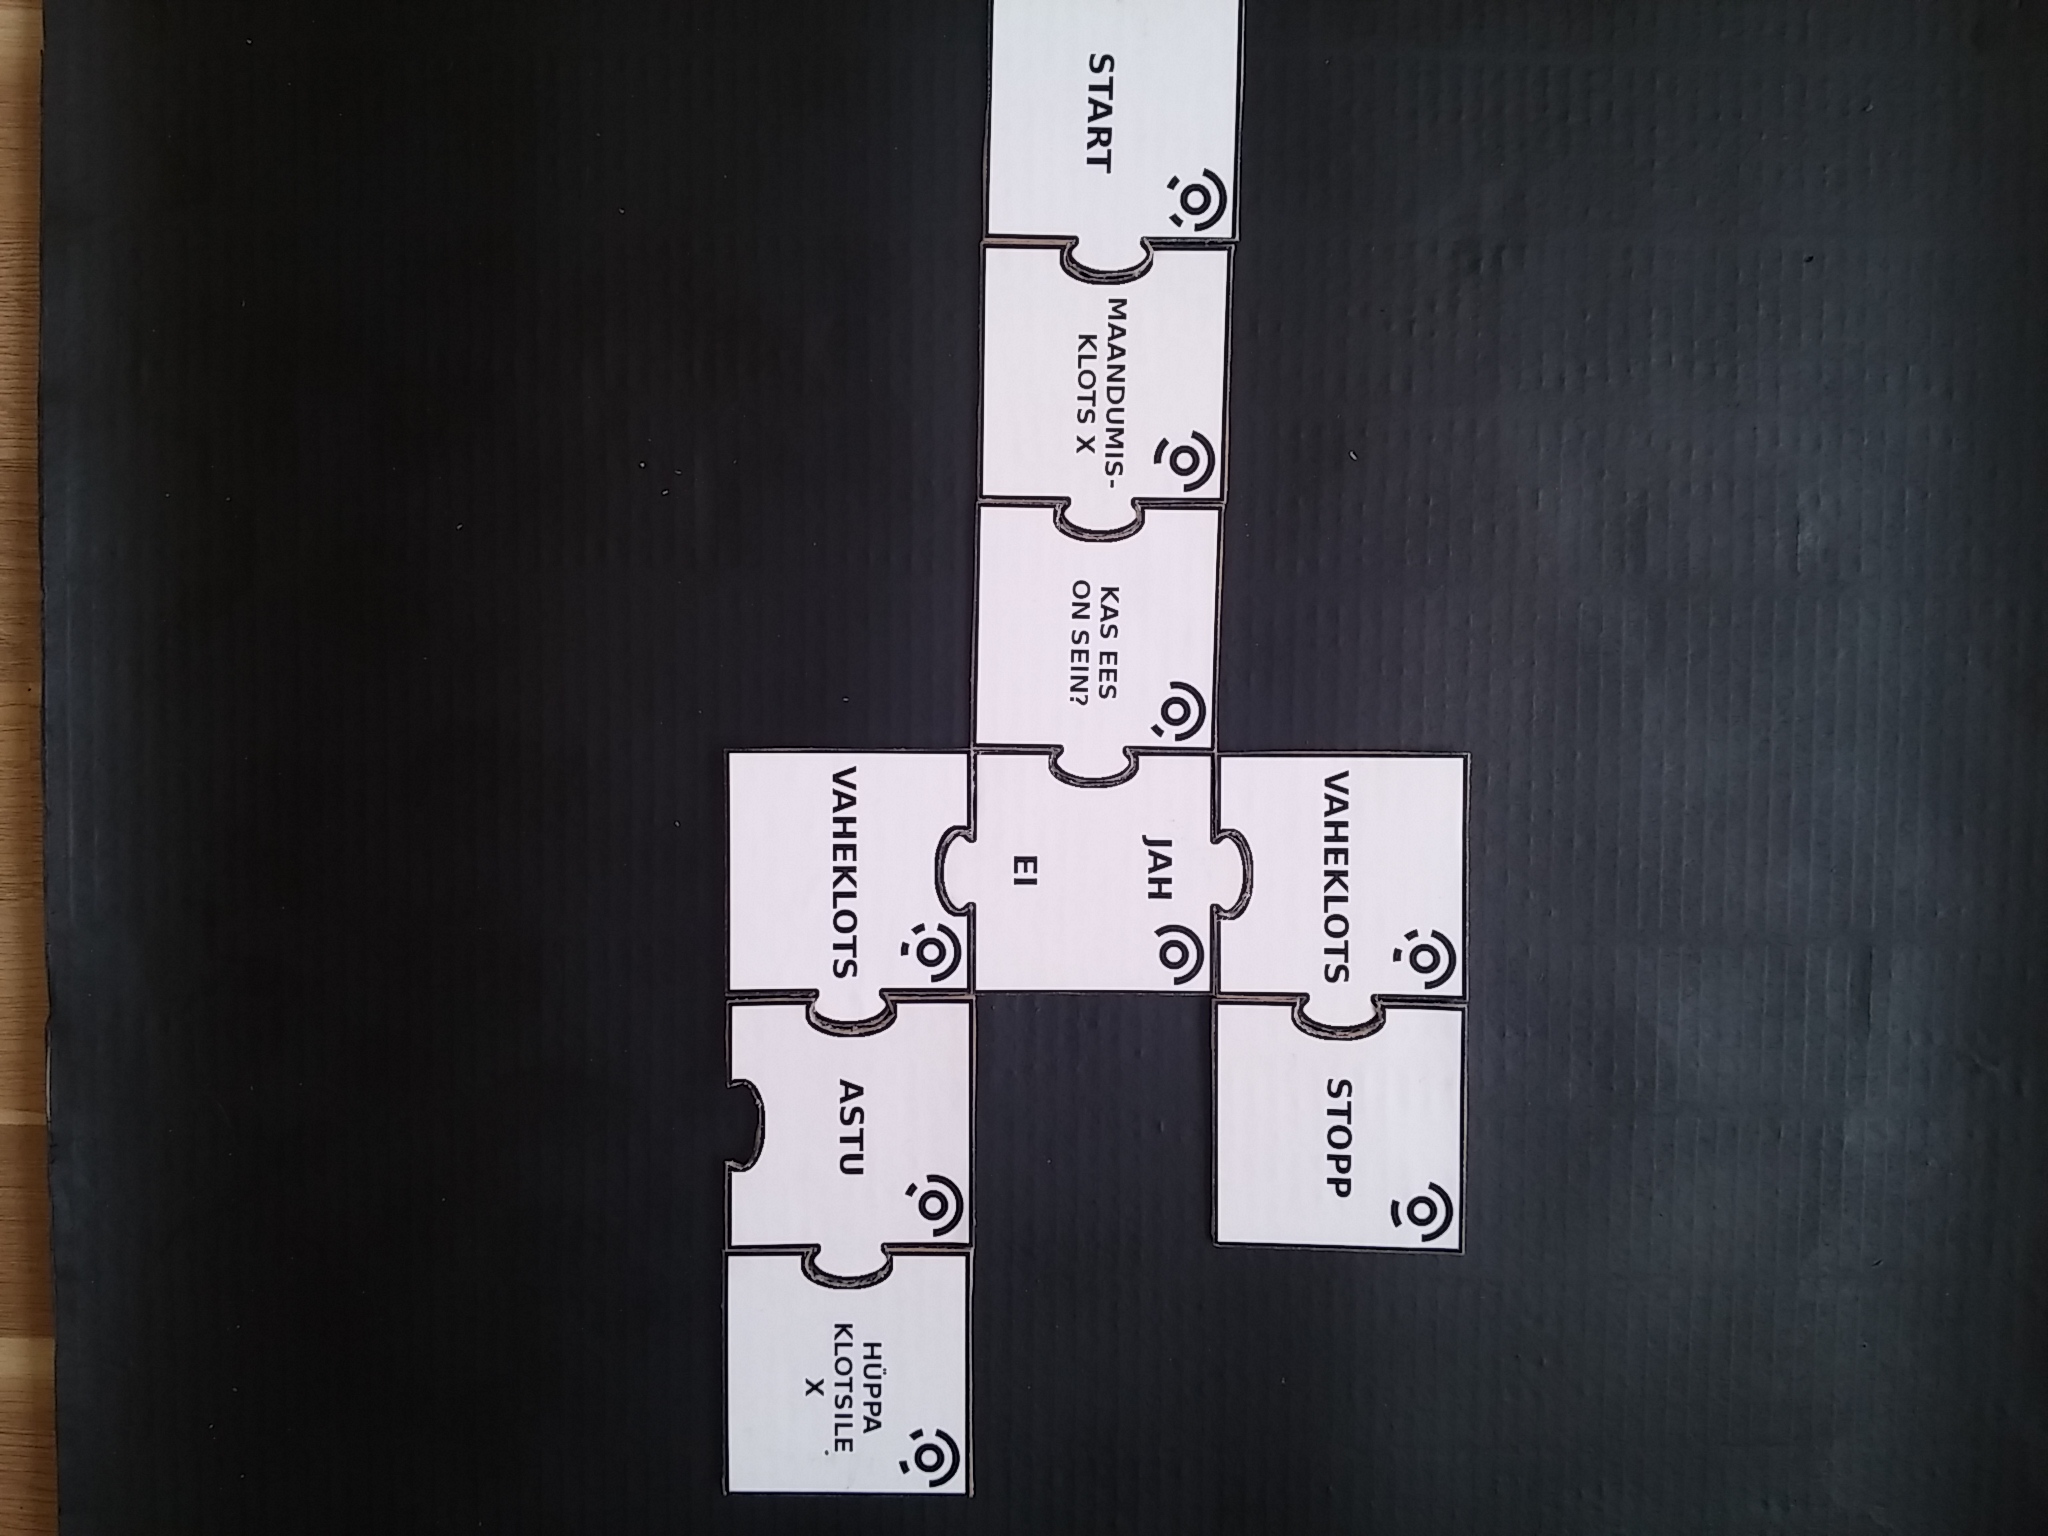 STOPP
VAHEKLOTS
START
MAANDUMIS-
KLOTS X
KAS EES
ON SEIN?
JAH
EI
VAHEKLOTS
ASTU
HÜPPA
KLOTSILE
X